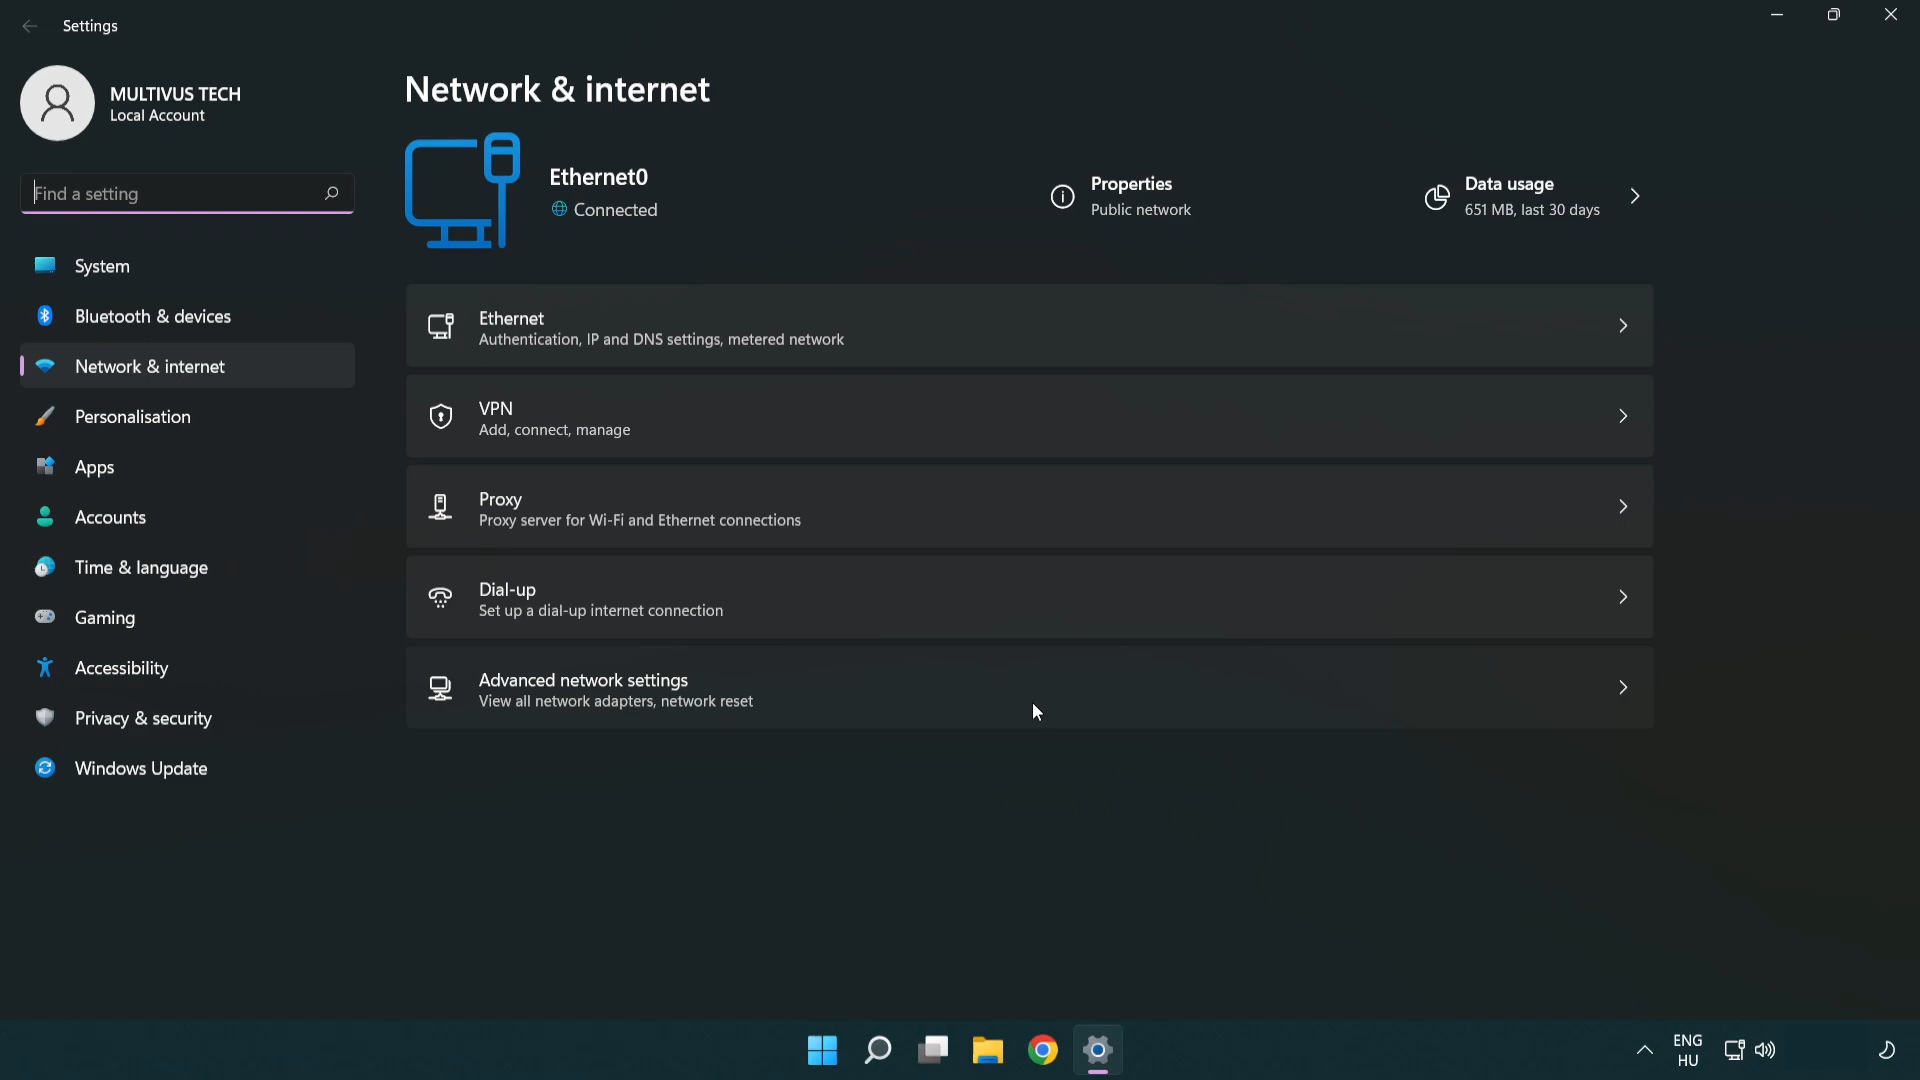 Settings
MULTIVUS TECH
Local Account
Find a setting
System
Bluetooth & devices
Network & internet
Personalisation
Apps
Accounts
Time & language
Gaming
Accessibility
Privacy & security
Windows Update
Network & internet
Ethernet0
Connected
Properties
Public network
Data usage
651 MB, last 30 days
Ethernet
Authentication, IP and DNS settings, metered network
VPN
Add, connect, manage
Proxy
Proxy server for Wi-Fi and Ethernet connections
Dial-up
Set up a dial-up internet connection
Advanced network settings
View all network adapters, network reset
ENG
HU